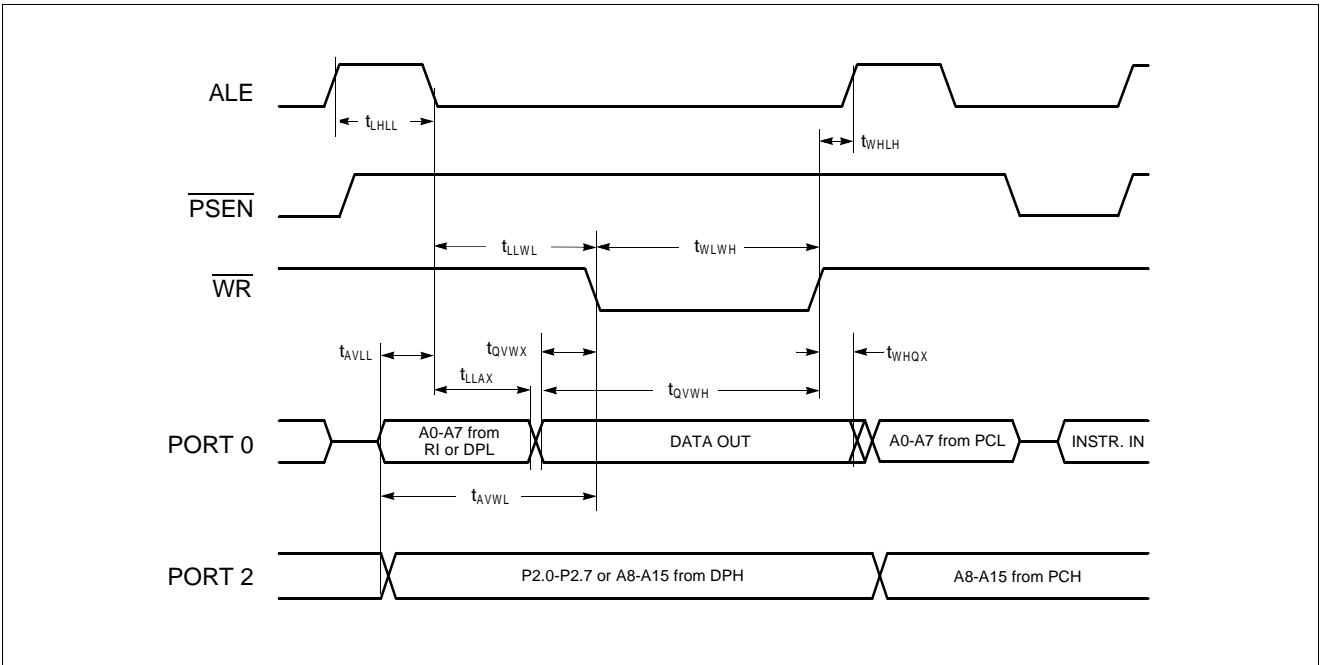 ALE
tLHLL
tWHLH
PSEN
tLLWL
tWLWH
WR
tAVLL
tQVWX
tWHQX
tLLAX
tQVWH
PORT 0
A0-A7 from
RI or DPL
DATA OUT
A0-A7 from PCL
INSTR. IN
tAVWL
PORT 2
P2.0-P2.7 or A8-A15 from DPH
A8-A15 from PCH